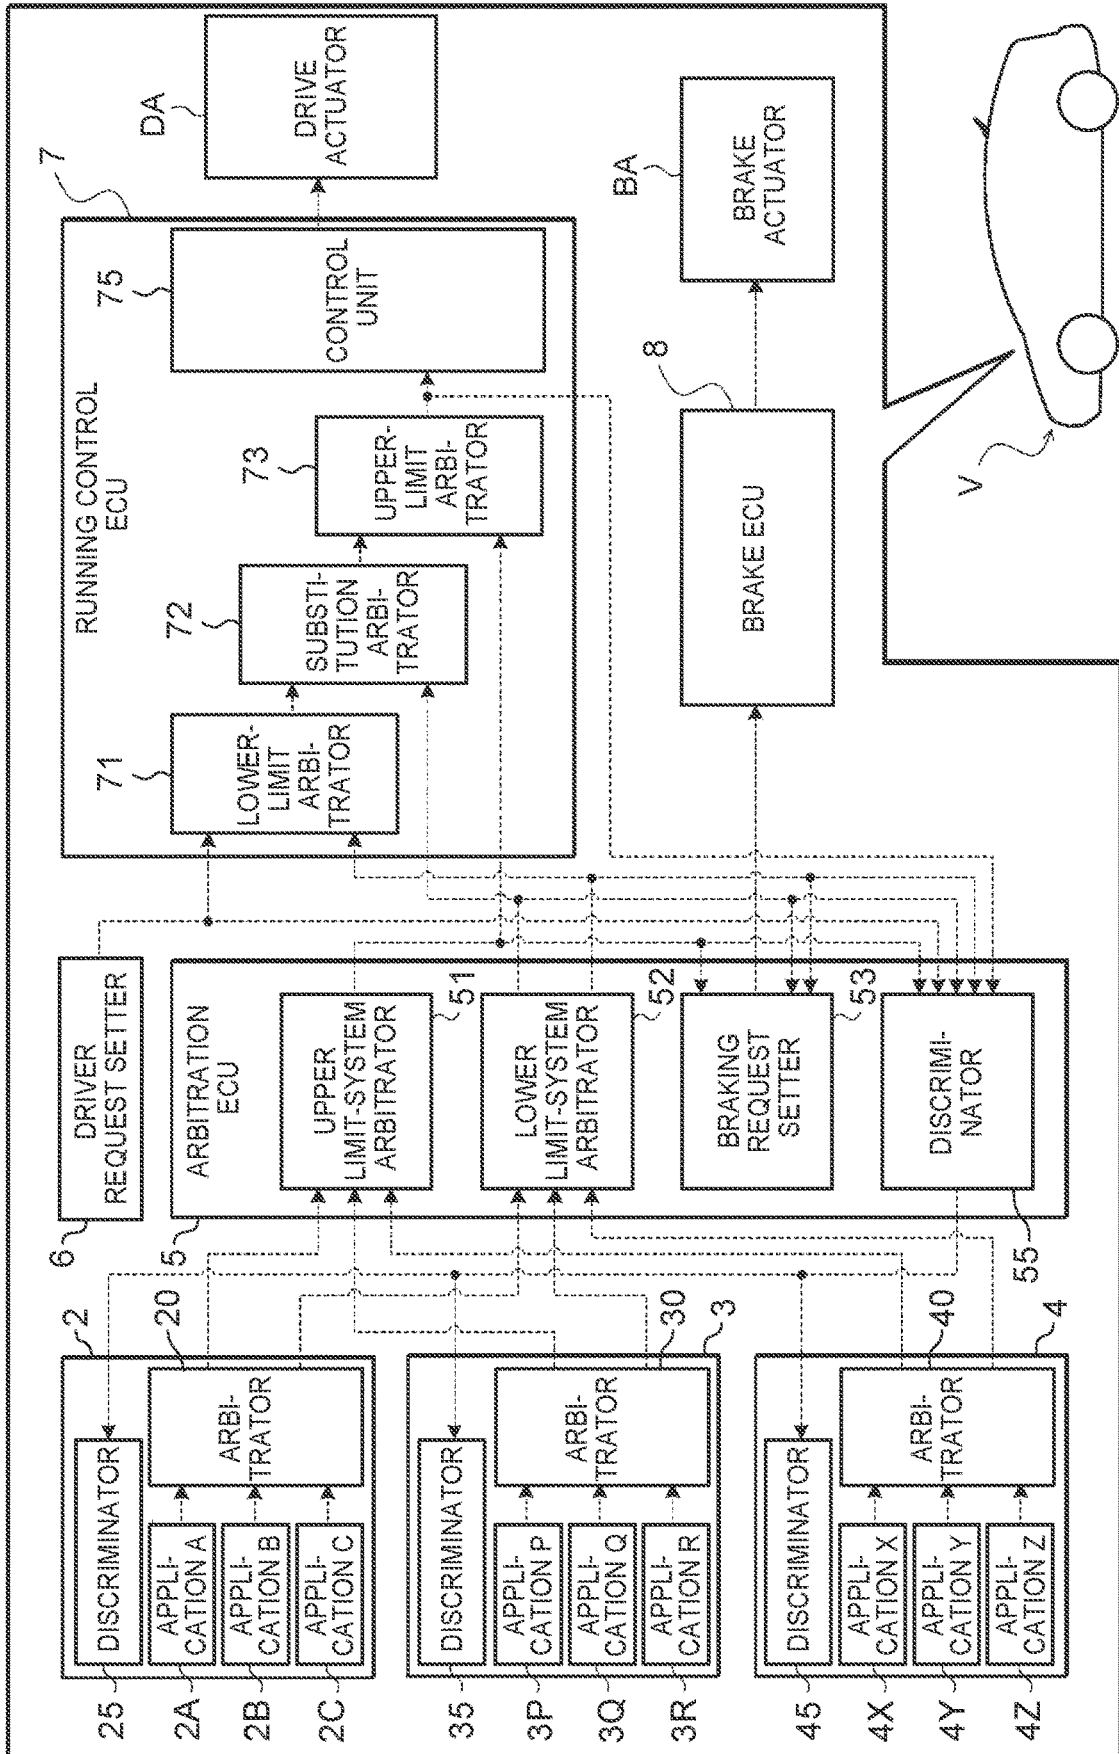 2
25
DISCRIMINATOR
20
ARBI-
TRATOR
2A
APPLI-
CATION A
2B
APPLI-
CATION B
2C
APPLI-
CATION C
35
DISCRIMINATOR
3
30
ARBI-
TRATOR
3P
APPLI-
CATION P
3Q
APPLI-
CATION Q
3R
APPLI-
CATION R
45
DISCRIMINATOR
4
40
ARBI-
TRATOR
4X
APPLI-
CATION X
4Y
APPLI-
CATION Y
4Z
APPLI-
CATION Z
6
DRIVER
REQUEST SETTER
5
ARBITRATION
ECU
UPPER
LIMIT-SYSTEM
ARBITRATOR
51
LOWER
LIMIT-SYSTEM
ARBITRATOR
52
BRAKING
REQUEST
SETTER
53
DISCRIMI-
NATOR
55
RUNNING CONTROL
ECU
7
71
LOWER-
LIMIT
ARBI-
TRATOR
72
SUBSTI-
TUTION
ARBI-
TRATOR
73
UPPER-
LIMIT
ARBI-
TRATOR
75
CONTROL
UNIT
DA
DRIVE
ACTUATOR
8
BRAKE ECU
BA
BRAKE
ACTUATOR
V